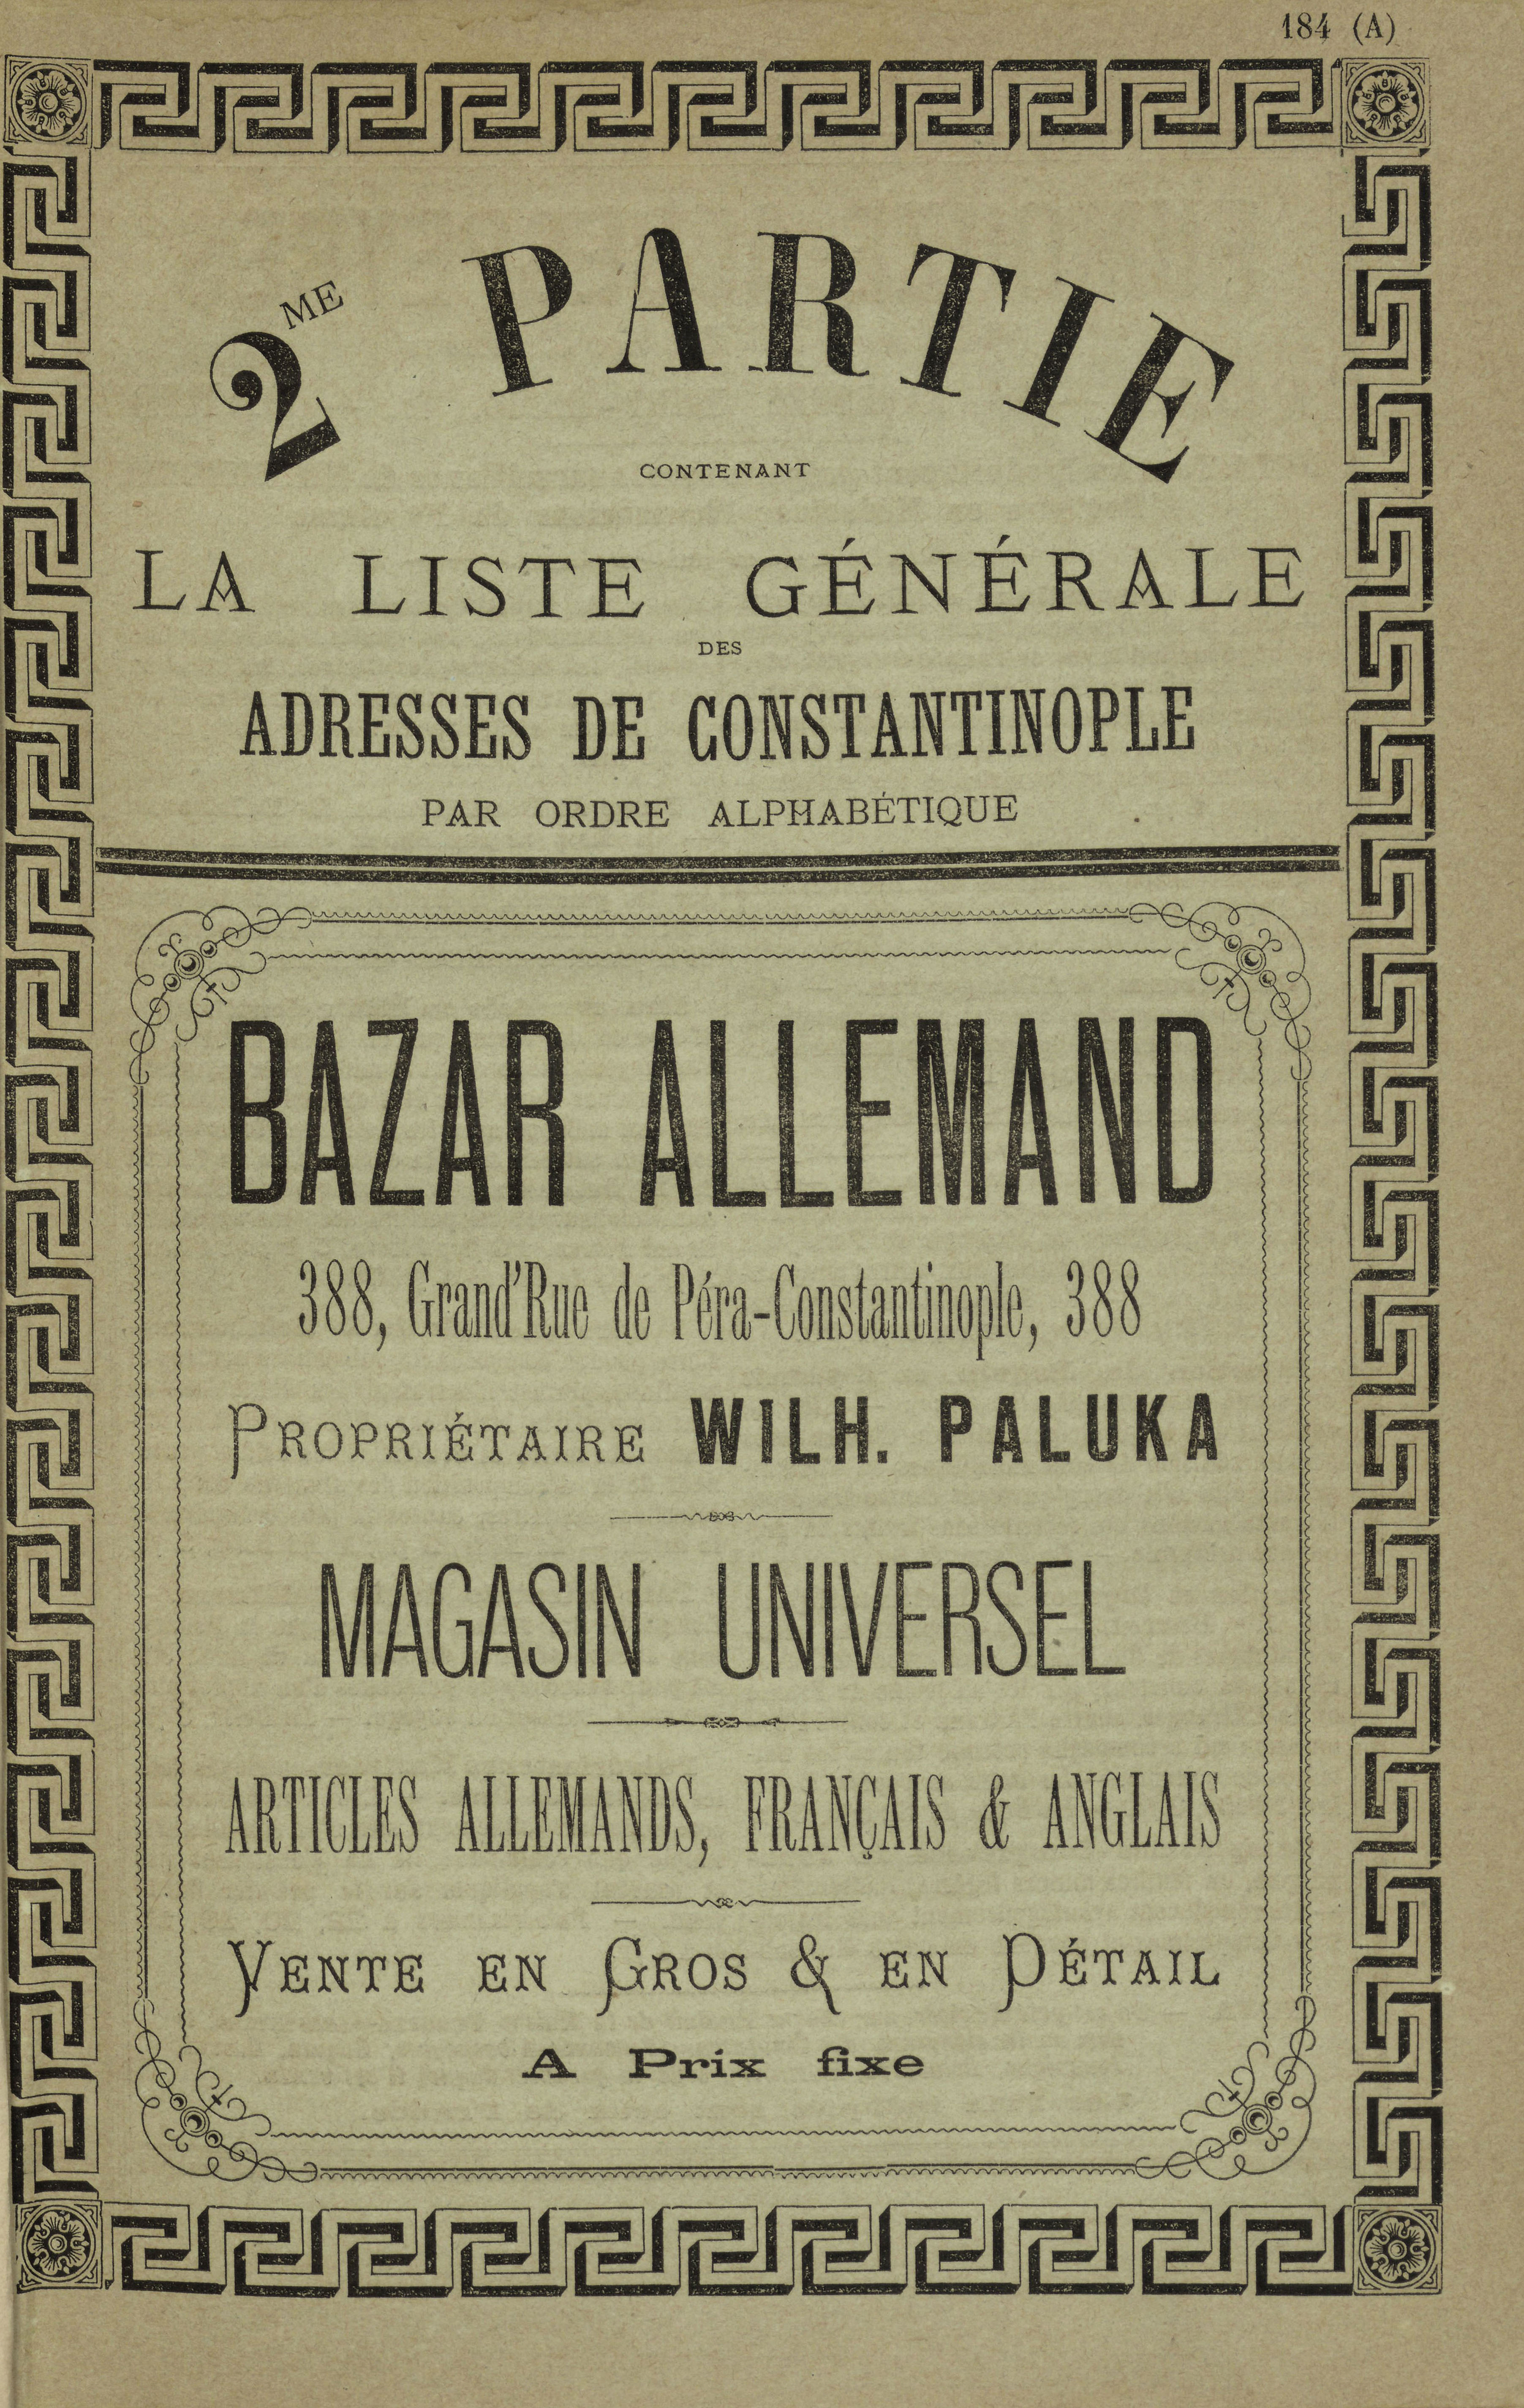 184 (A)
2ME PARTIE
CONTENANT
LA LISTE GÉNÉRALE
DES
ADRESSES DE CONSTANTINOPLE
PAR ORDRE ALPHABÉTIQUE
BAZAR ALLEMAND
388, Grand'Rue de Péra-Constantinople, 388
PROPRIÉTAIRE WILH. PALUKA
MAGASIN UNIVERSEL
ARTICLES ALLEMANDS, FRANÇAIS & ANGLAIS
VENTE EN GROS & EN DÉTAIL
A Prix fixe